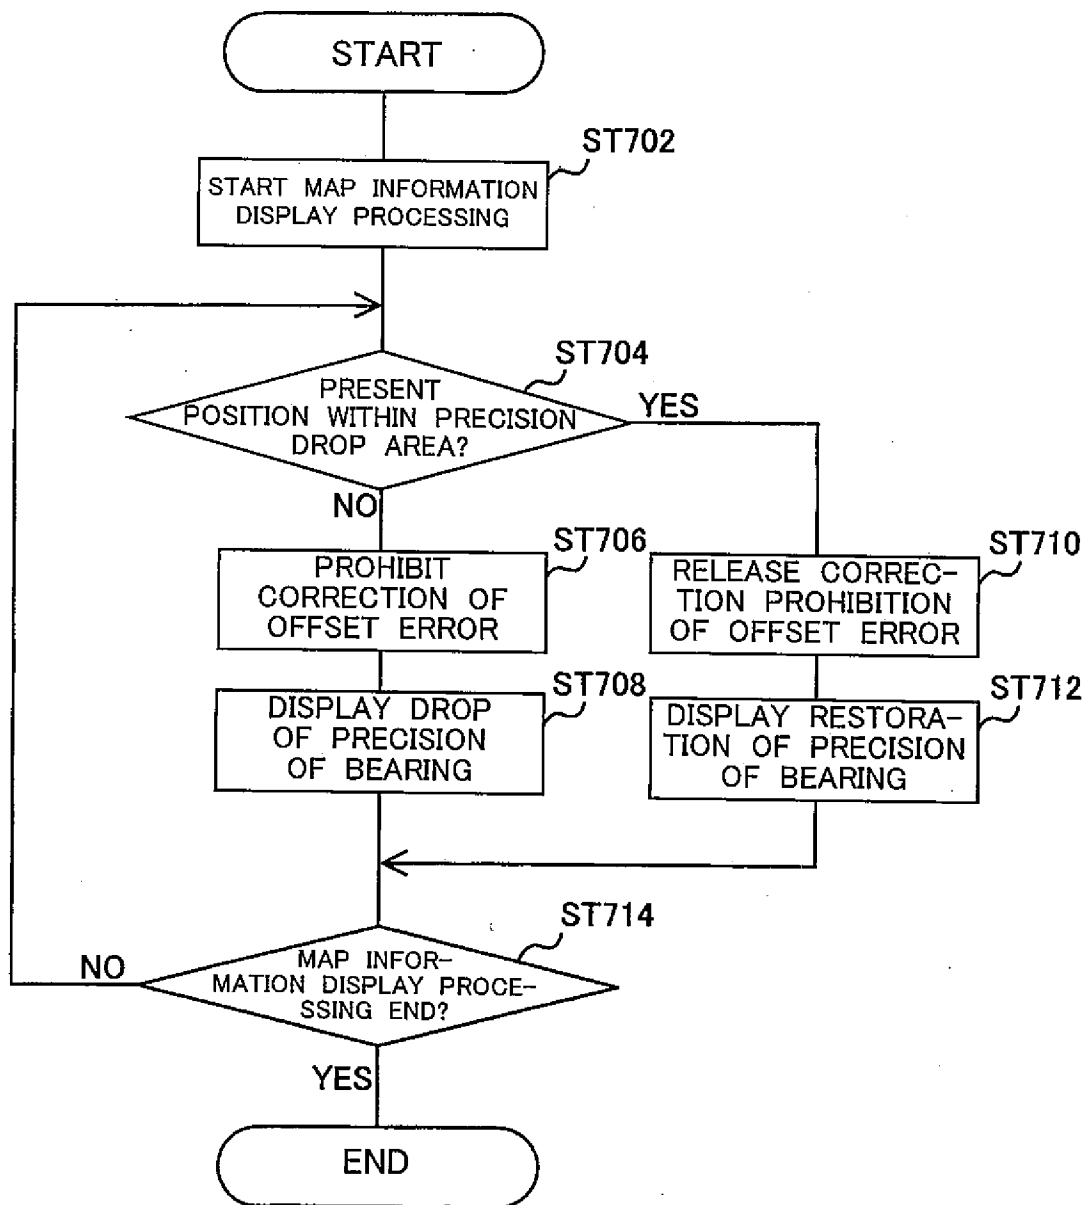 START
ST702
START MAP INFORMATION
DISPLAY PROCESSING
ST704
PRESENT
POSITION WITHIN PRECISION
DROP AREA?
YES
NO
ST706
PROHIBIT
CORRECTION OF
OFFSET ERROR
ST710
RELEASE CORREC-
TION PROHIBITION
OF OFFSET ERROR
ST708
DISPLAY DROP
OF PRECISION
OF BEARING
ST712
DISPLAY RESTORA-
TION OF PRECISION
OF BEARING
ST714
MAP INFOR-
MATION DISPLAY PROCE-
SSING END?
NO
YES
END